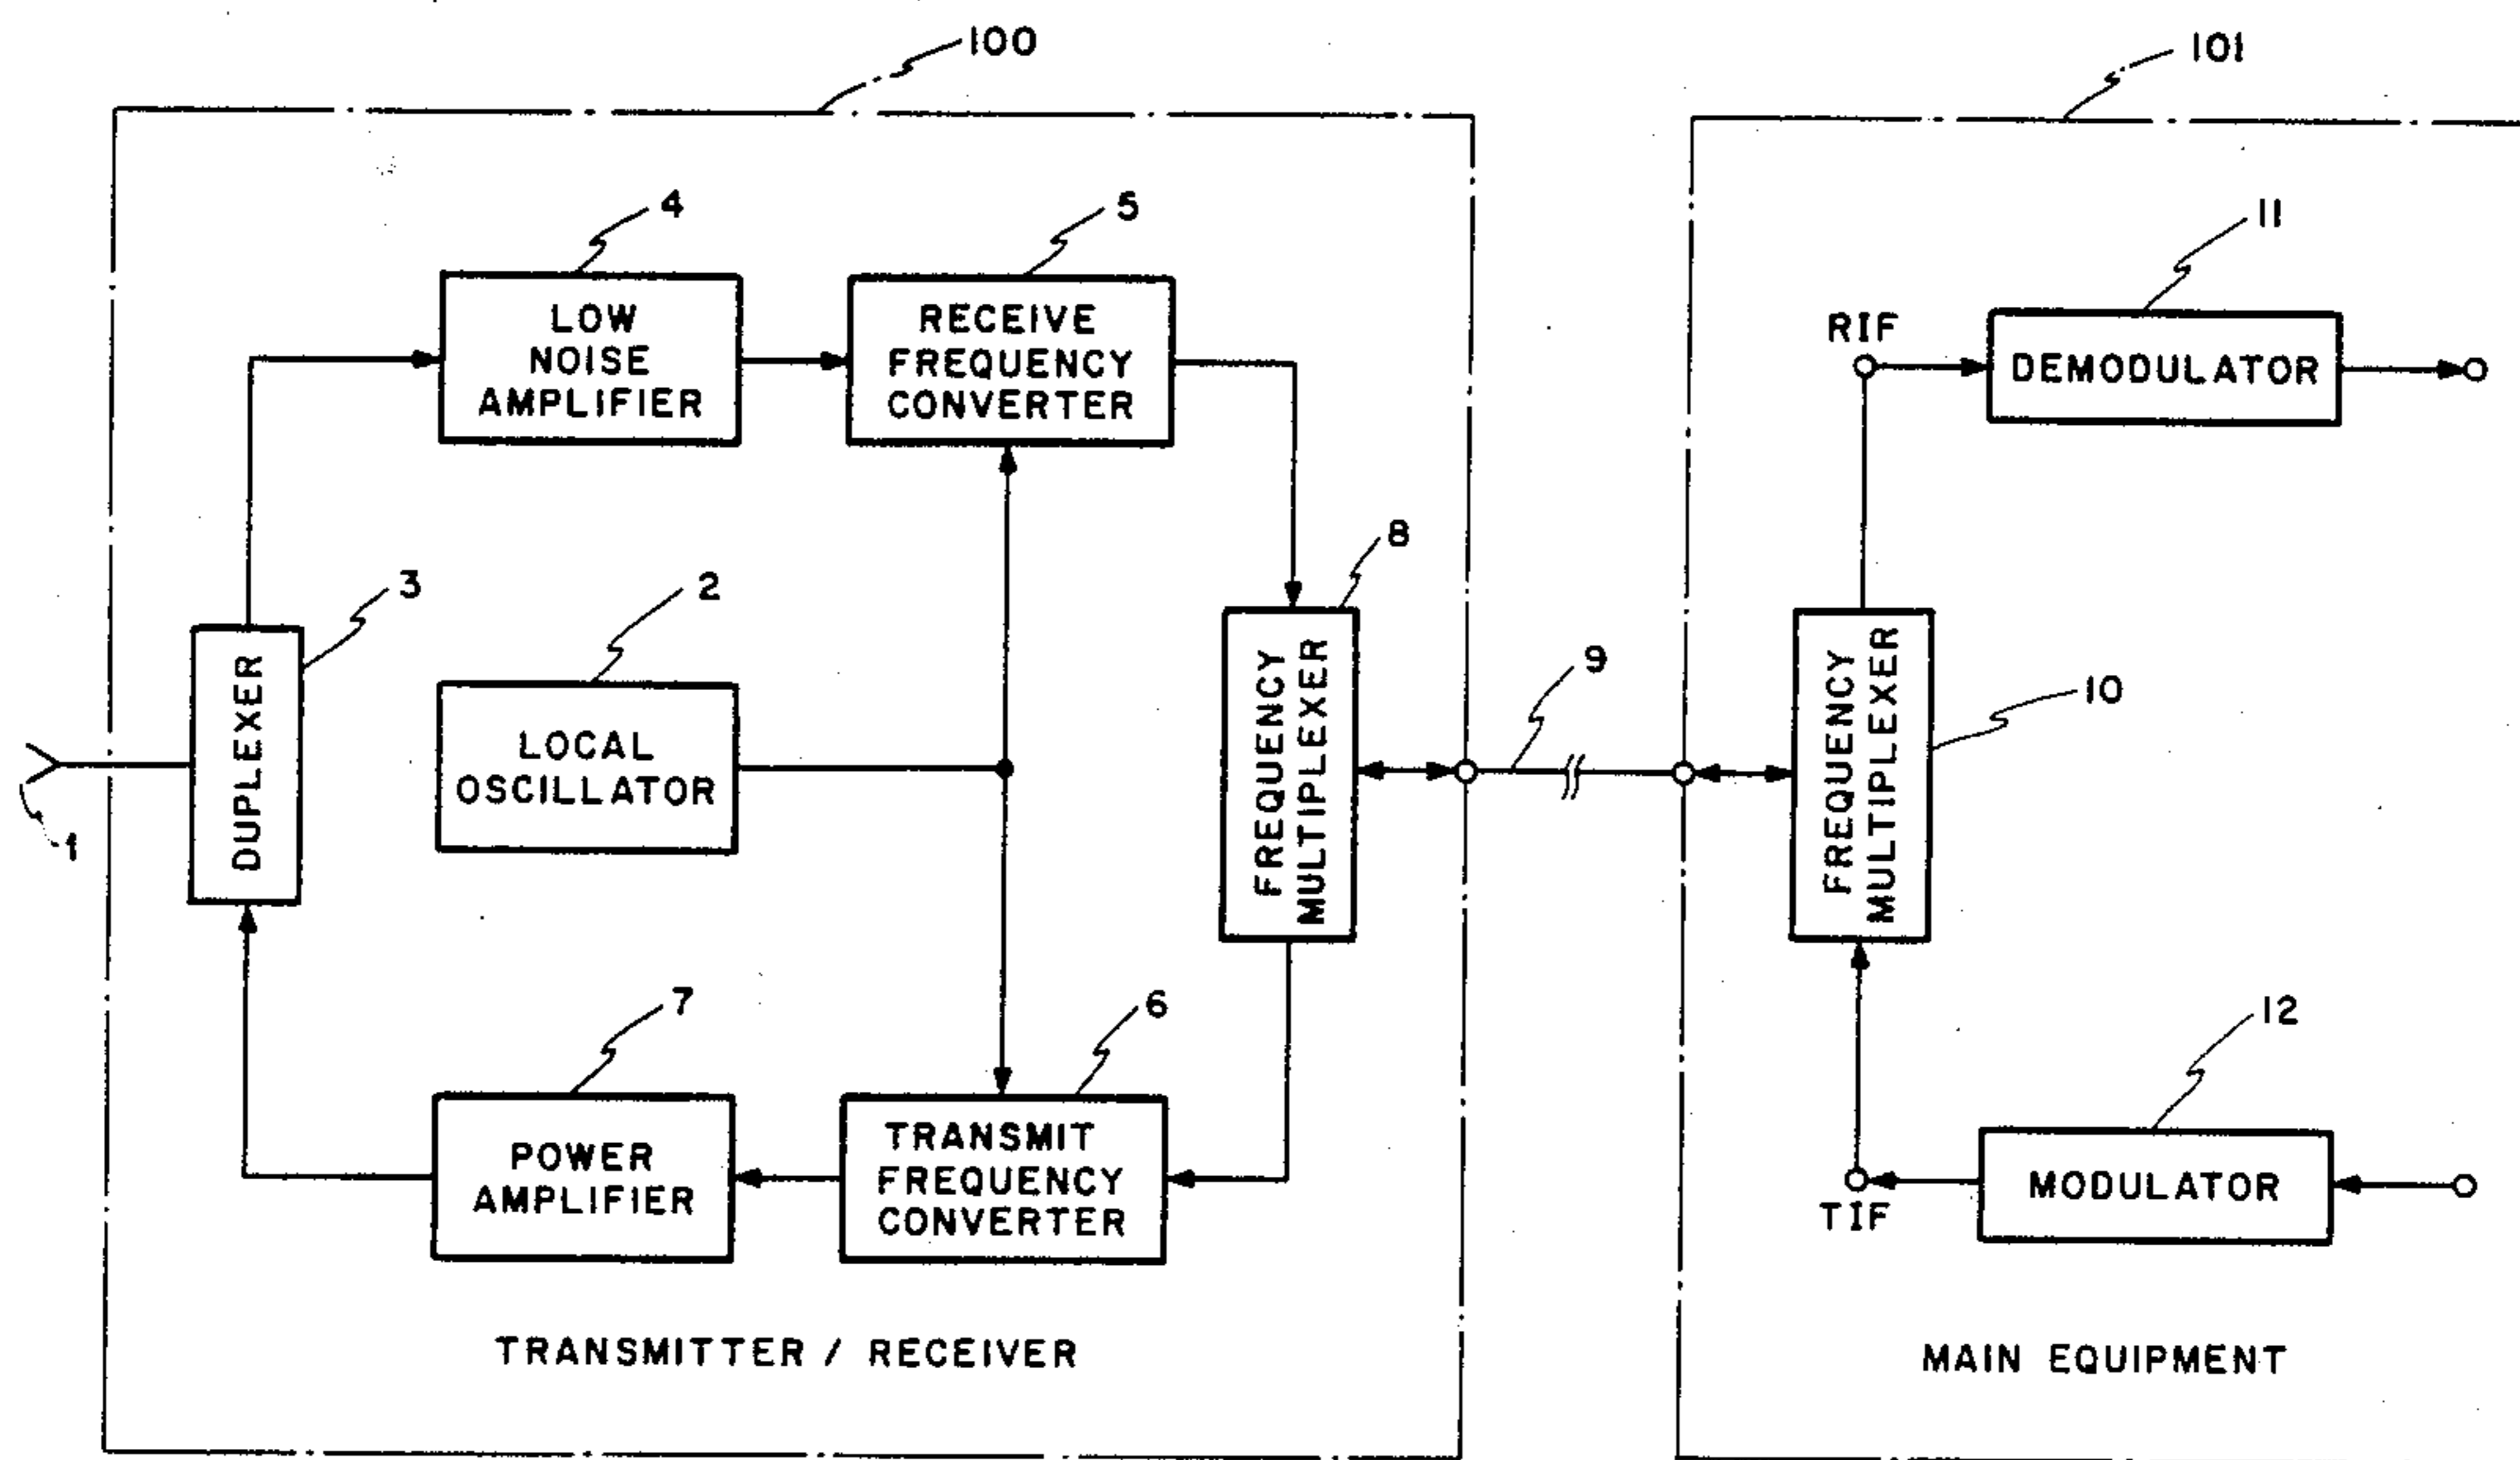 100
101
4
5
11
LOW
NOISE
AMPLIFIER
RECEIVE
FREQUENCY
CONVERTER
RIF
DEMODULATOR
3
2
8
9
10
DUPLEXER
LOCAL
OSCILLATOR
FREQUENCY
MULTIPLEXER
FREQUENCY
MULTIPLEXER
1
7
6
12
POWER
AMPLIFIER
TRANSMIT
FREQUENCY
CONVERTER
TIF
MODULATOR
TRANSMITTER / RECEIVER
MAIN EQUIPMENT